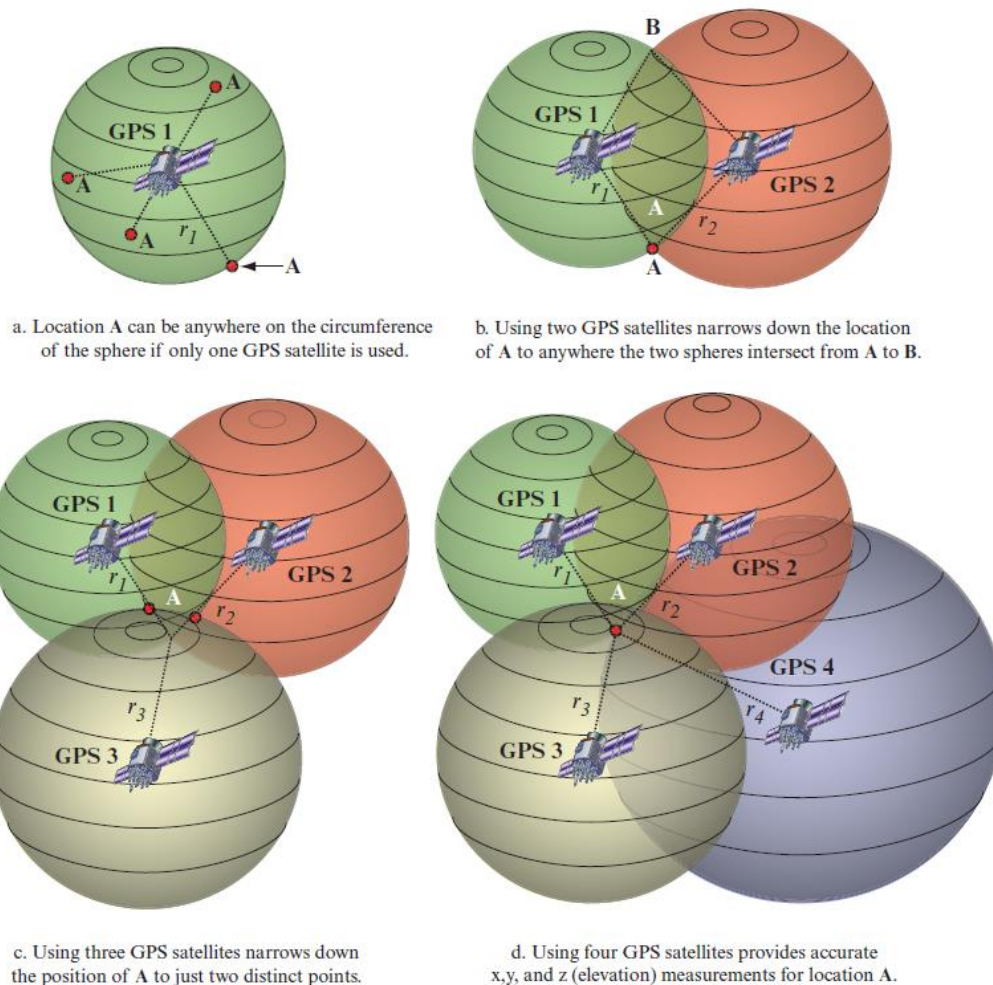 A
GPS 1
A
A
r1
A
a. Location A can be anywhere on the circumference
of the sphere if only one GPS satellite is used.
B
GPS 1
GPS 2
r1
A
r2
A
b. Using two GPS satellites narrows down the location
of A to anywhere the two spheres intersect from A to B.
GPS 1
GPS 2
r1
A
r2
r3
GPS 3
c. Using three GPS satellites narrows down
the position of A to just two distinct points.
GPS 1
GPS 2
r1
A
r2
GPS 4
r3
r4
GPS 3
d. Using four GPS satellites provides accurate
x,y, and z (elevation) measurements for location A.